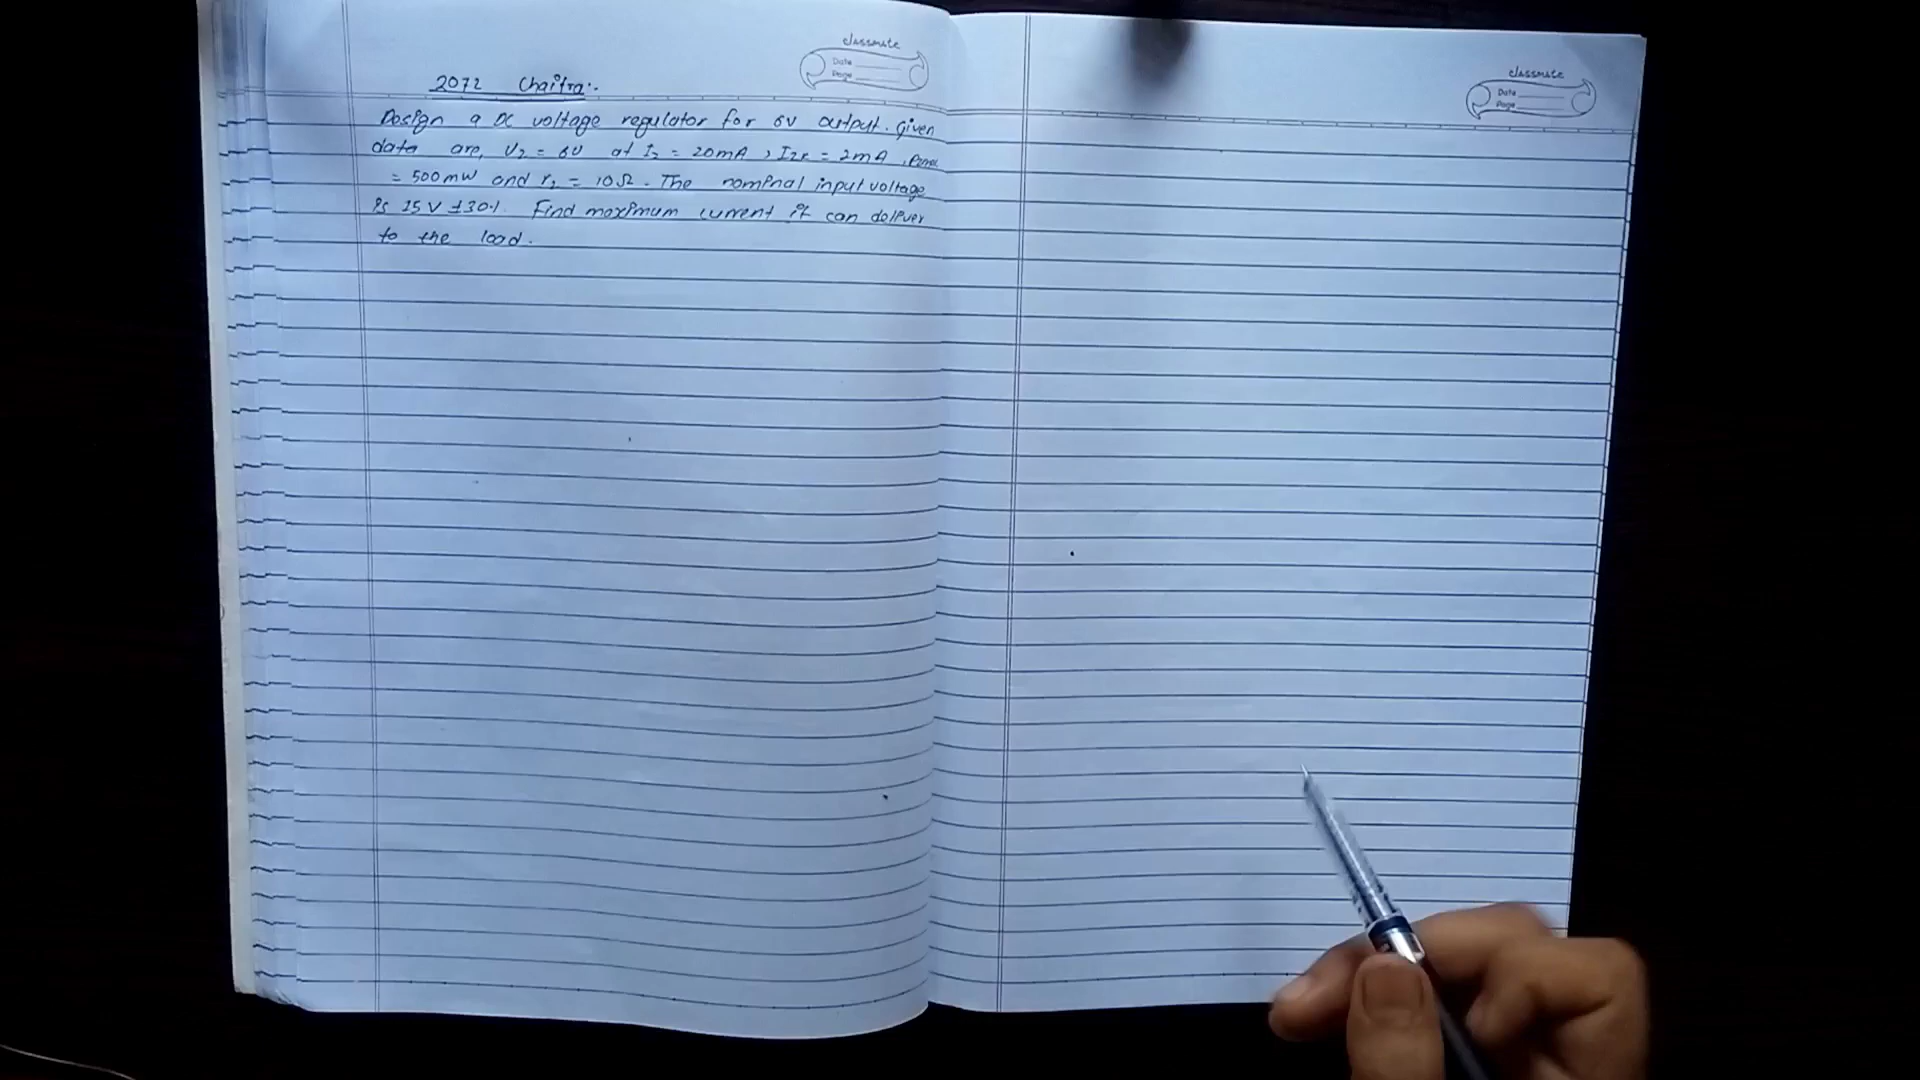 classmate
Date
Page
2072 Chaitra:-
Design a DC voltage regulator for 6V output. Given
data are, Vz = 6V at Iz = 20mA, Izk = 2mA, Pzmax
= 500mW and rz = 10Ω. The nominal input voltage
is 15V ±30%. Find maximum current it can deliver
to the load.
classmate
Date
Page